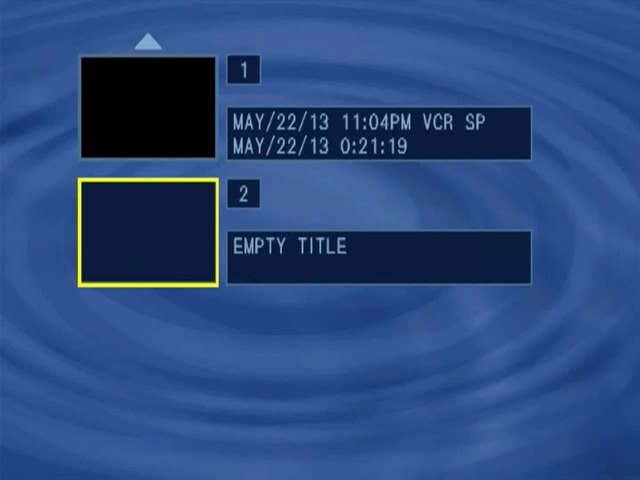 1
MAY/22/13 11:04PM VCR SP
MAY/22/13 0:21:19
2
EMPTY TITLE